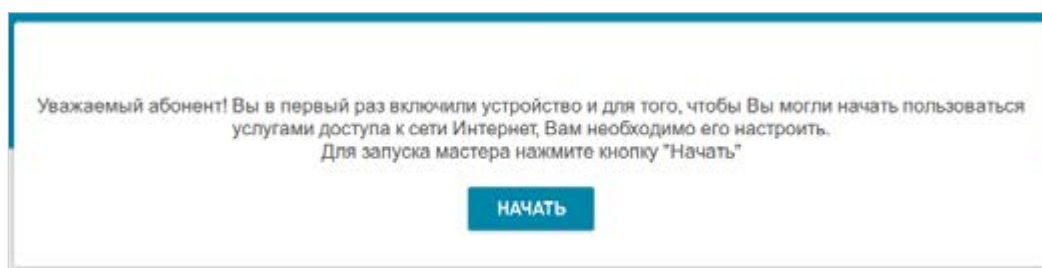 Уважаемый абонент! Вы в первый раз включили устройство и для того, чтобы Вы могли начать пользоваться
услугами доступа к сети Интернет, Вам необходимо его настроить.
Для запуска мастера нажмите кнопку "Начать"
НАЧАТЬ